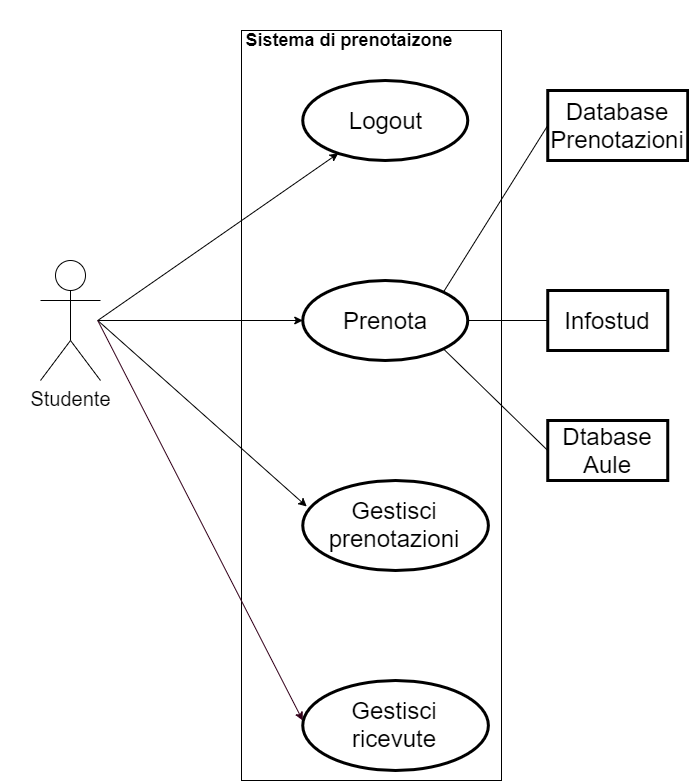 Sistema di prenotaizone
Logout
Database
Prenotazioni
Prenota
Infostud
Studente
Dtabase
Aule
Gestisci
prenotazioni
Gestisci
ricevute